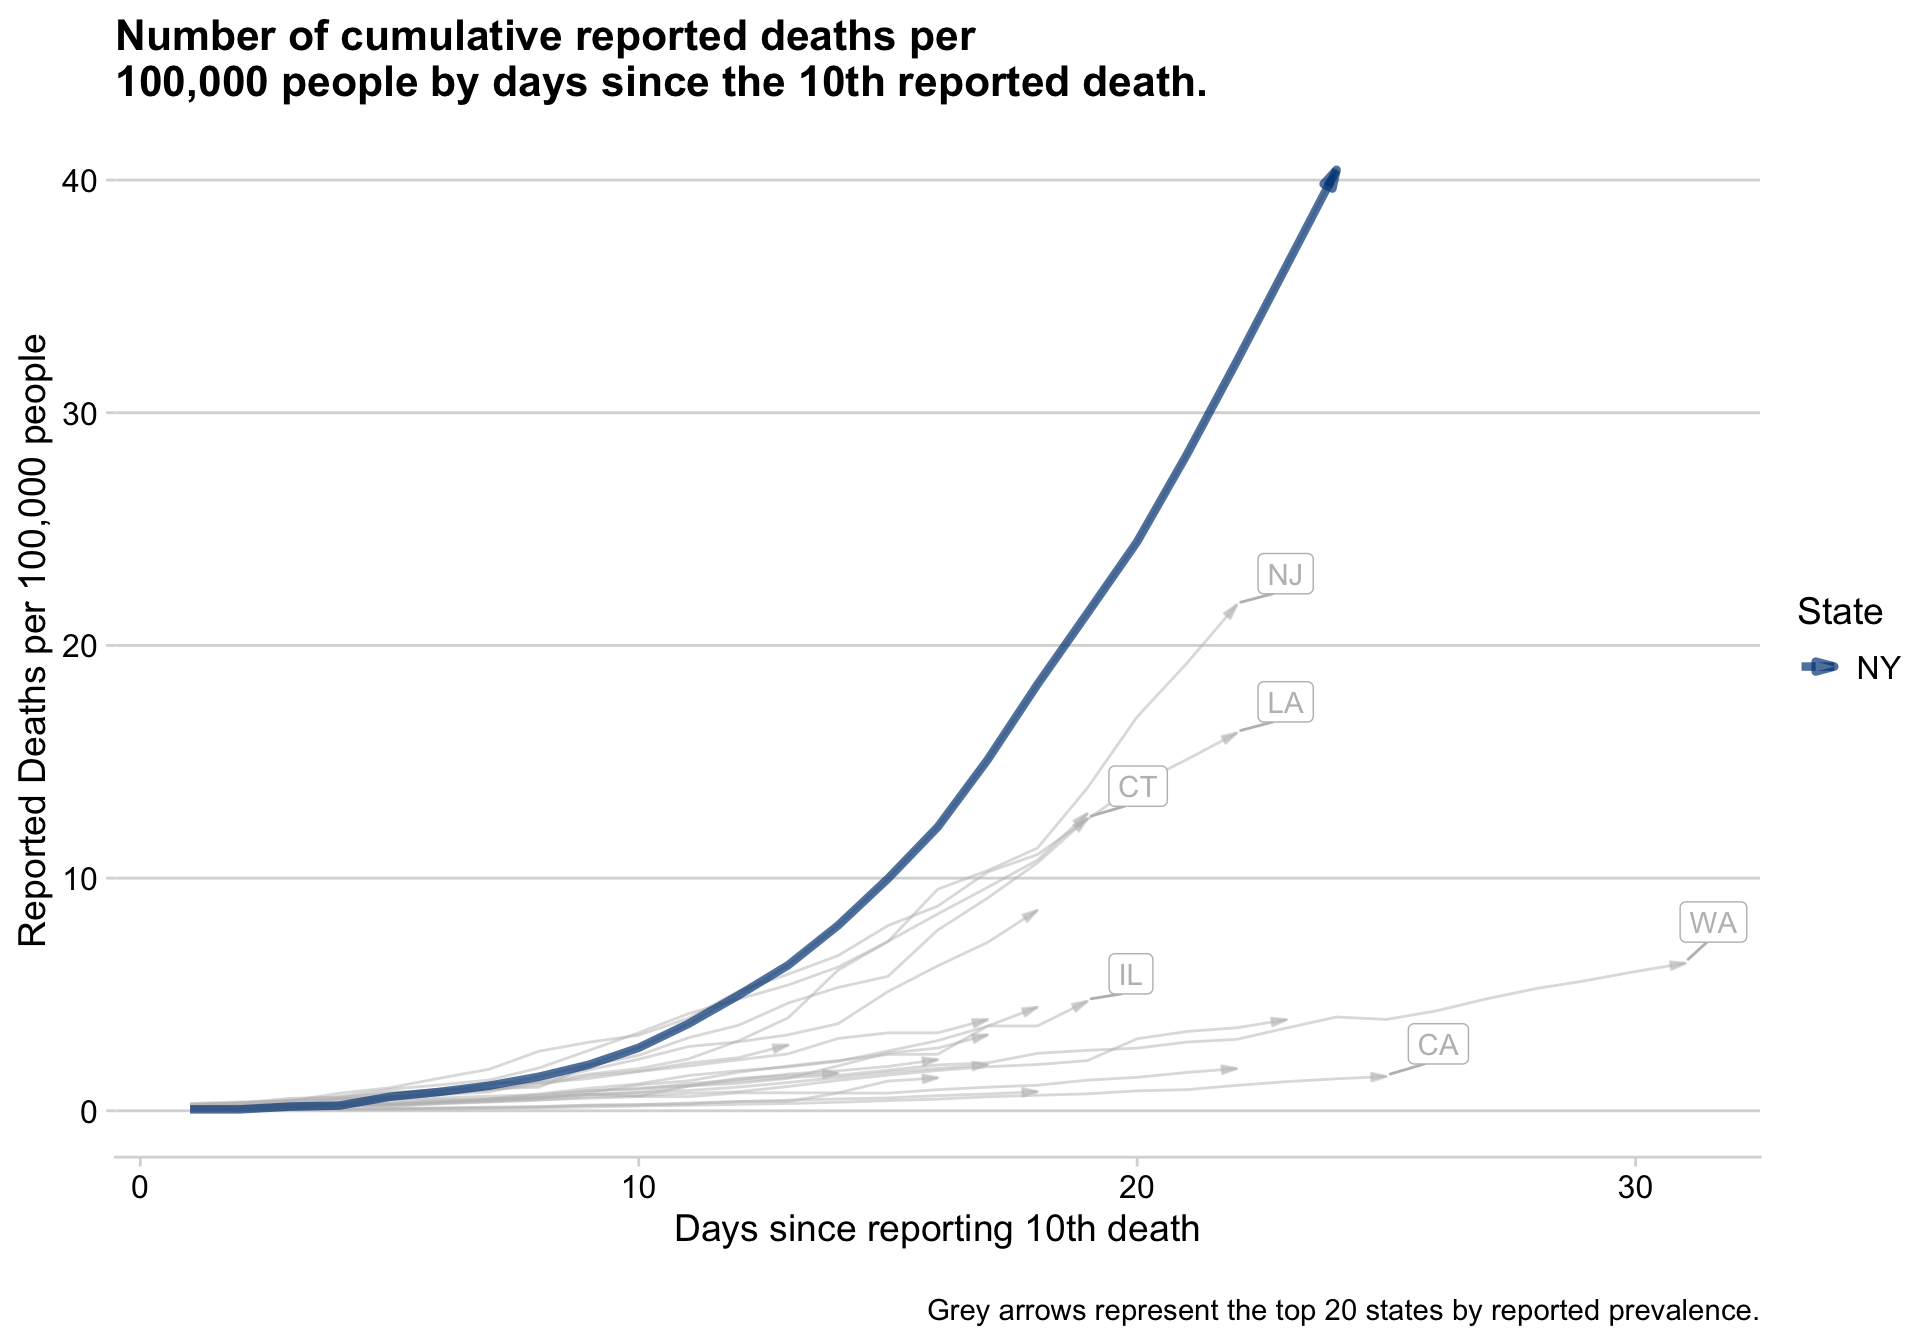 Number of cumulative reported deaths per
100,000 people by days since the 10th reported death.
Reported Deaths per 100,000 people
40
30
20
10
0
NJ
LA
CT
WA
IL
CA
State
NY
0
10
20
30
Days since reporting 10th death
Grey arrows represent the top 20 states by reported prevalence.